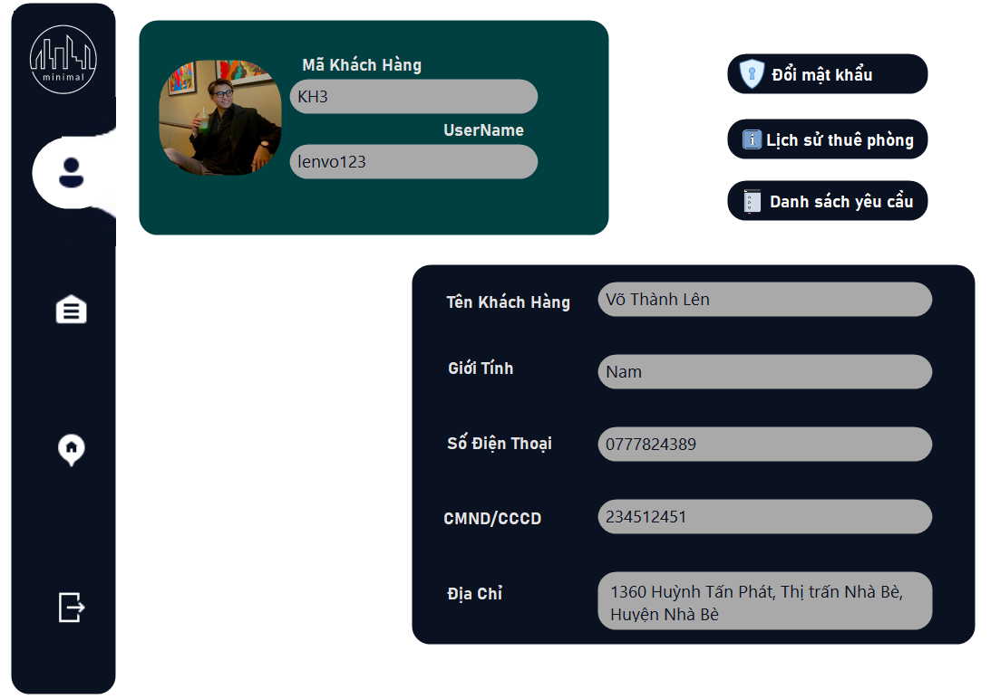 minimal
Mã Khách Hàng
KH3
UserName
lenvo123
Đổi mật khẩu
Lịch sử thuê phòng
Danh sách yêu cầu
Tên Khách Hàng
Võ Thành Lên
Giới Tính
Nam
Số Điện Thoại
0777824389
CMND/CCCD
234512451
Địa Chỉ
1360 Huỳnh Tấn Phát, Thị trấn Nhà Bè,
Huyện Nhà Bè